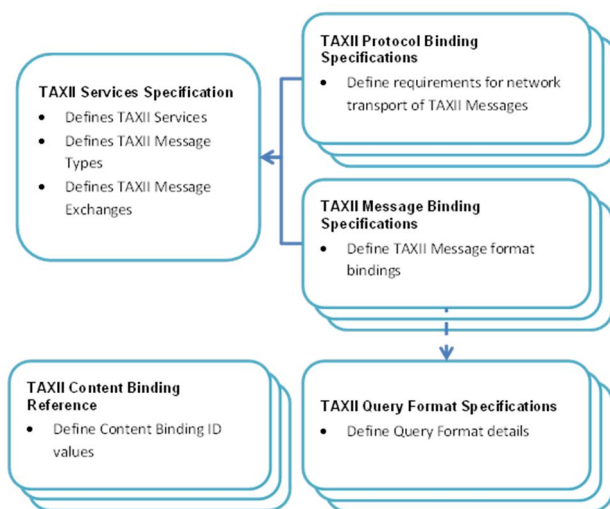 TAXII Services Specification
• Defines TAXII Services
• Defines TAXII Message
Types
• Defines TAXII Message
Exchanges
TAXII Protocol Binding
Specifications
• Define requirements for network
transport of TAXII Messages
TAXII Message Binding
Specifications
• Define TAXII Message format
bindings
TAXII Content Binding
Reference
• Define Content Binding ID
values
TAXII Query Format Specifications
• Define Query Format details